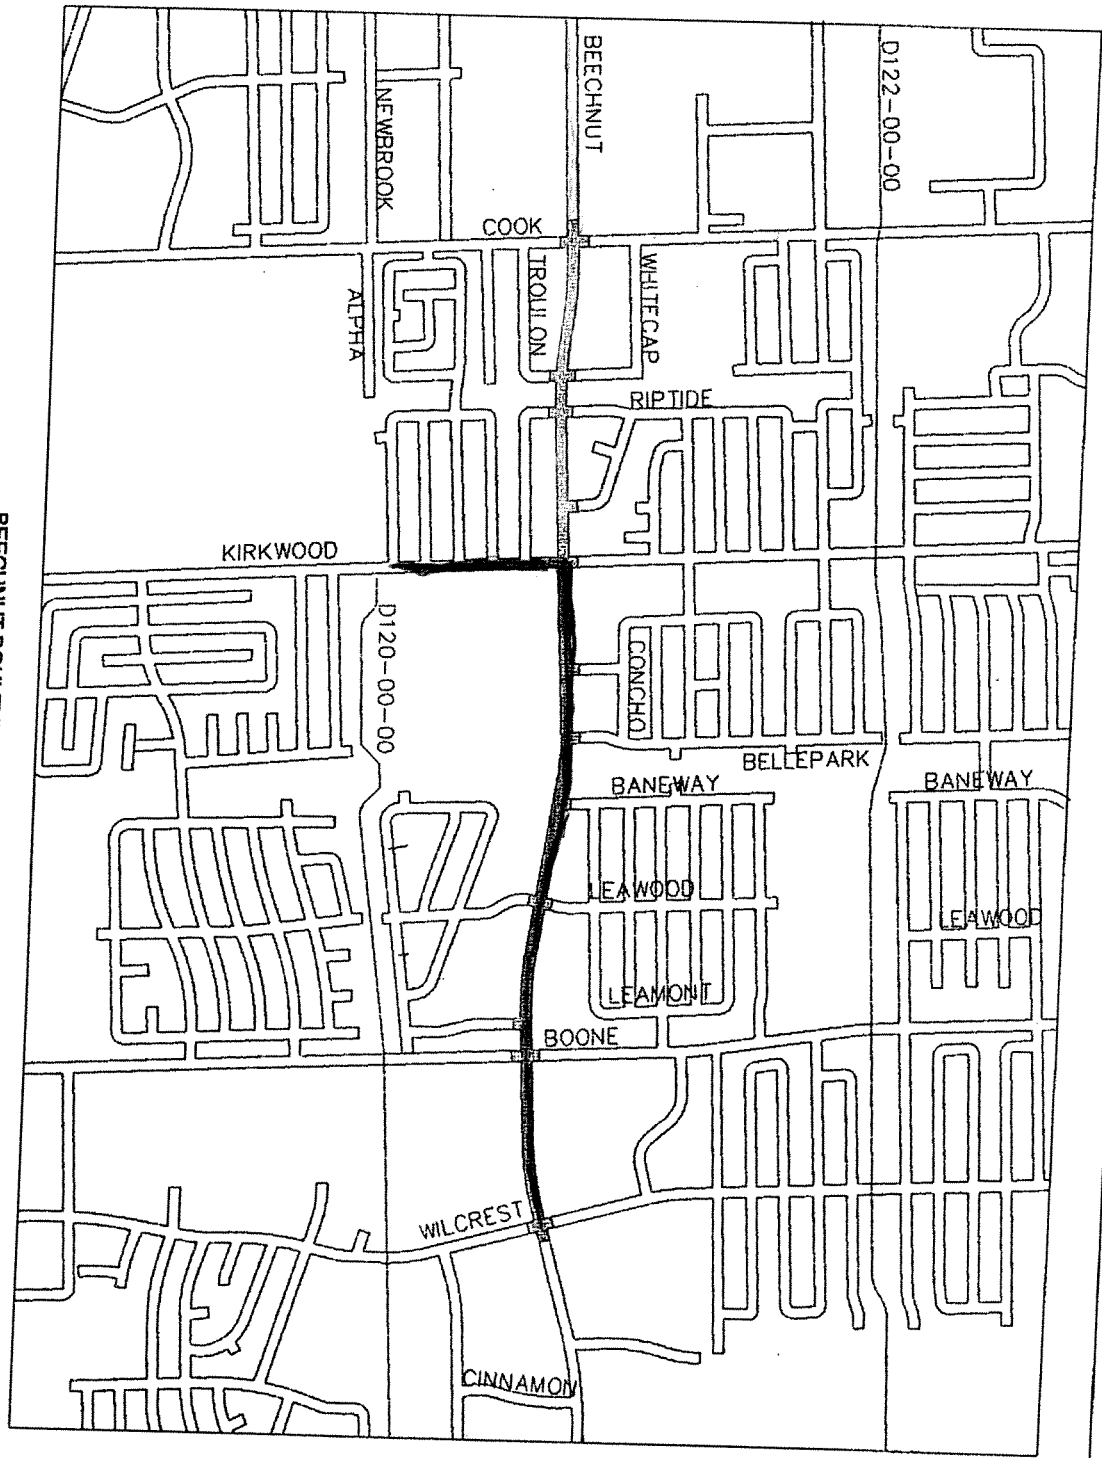 BEECHNUT
D122-00-00
NEWBROOK
COOK
TROULON
WHITECAP
ALPHA
RIPTIDE
KIRKWOOD
D120-00-00
CONCHO
BELLEPARK
BANEWAY
BANEWAY
LEAWOOD
LEAWOOD
LEAMONT
BOONE
WILCREST
CINNAMON